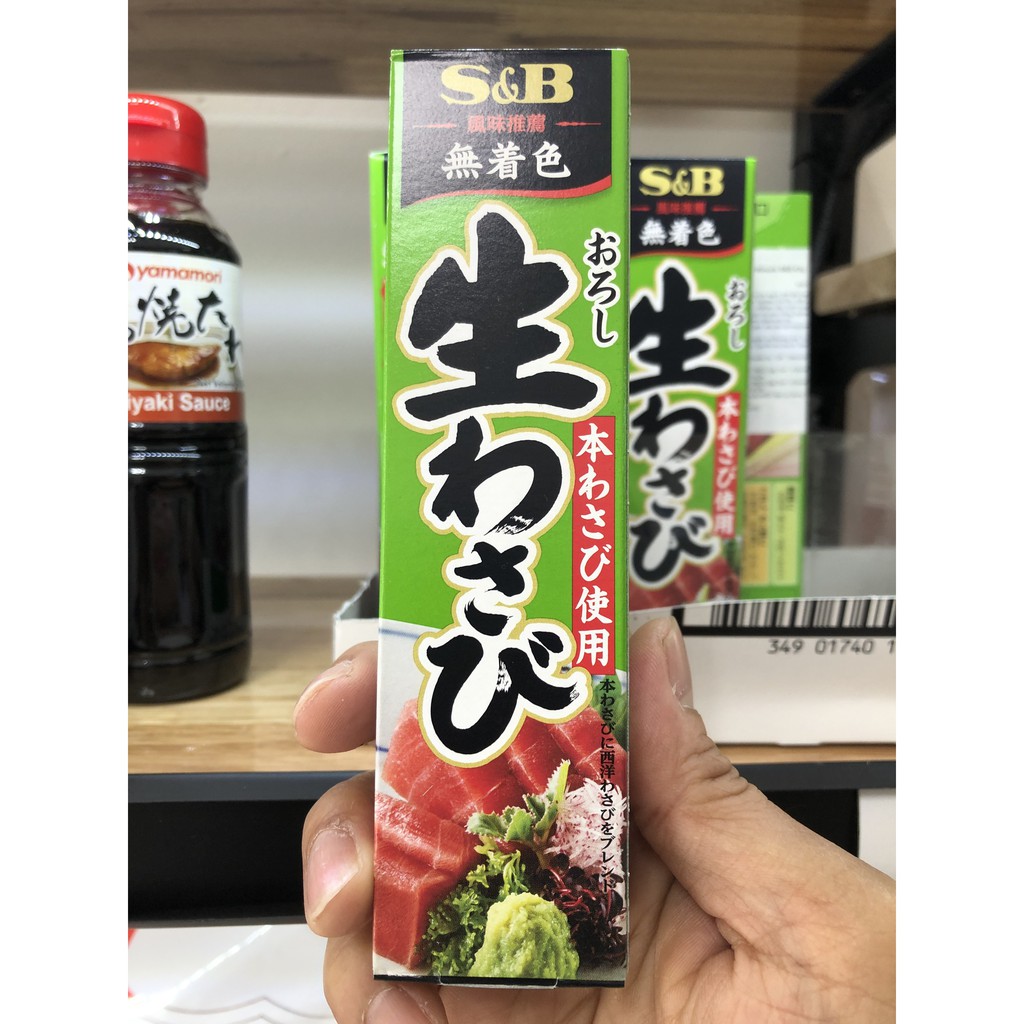 S&B
風味推薦
無着色
おろし
生わさび
本わさび使用
本わさびに西洋わさびをブレンド
S&B
風味推薦
無着色
おろし
生わさび
本わさび使用
yamamori
焼たれ
iyaki Sauce
349 01740 1